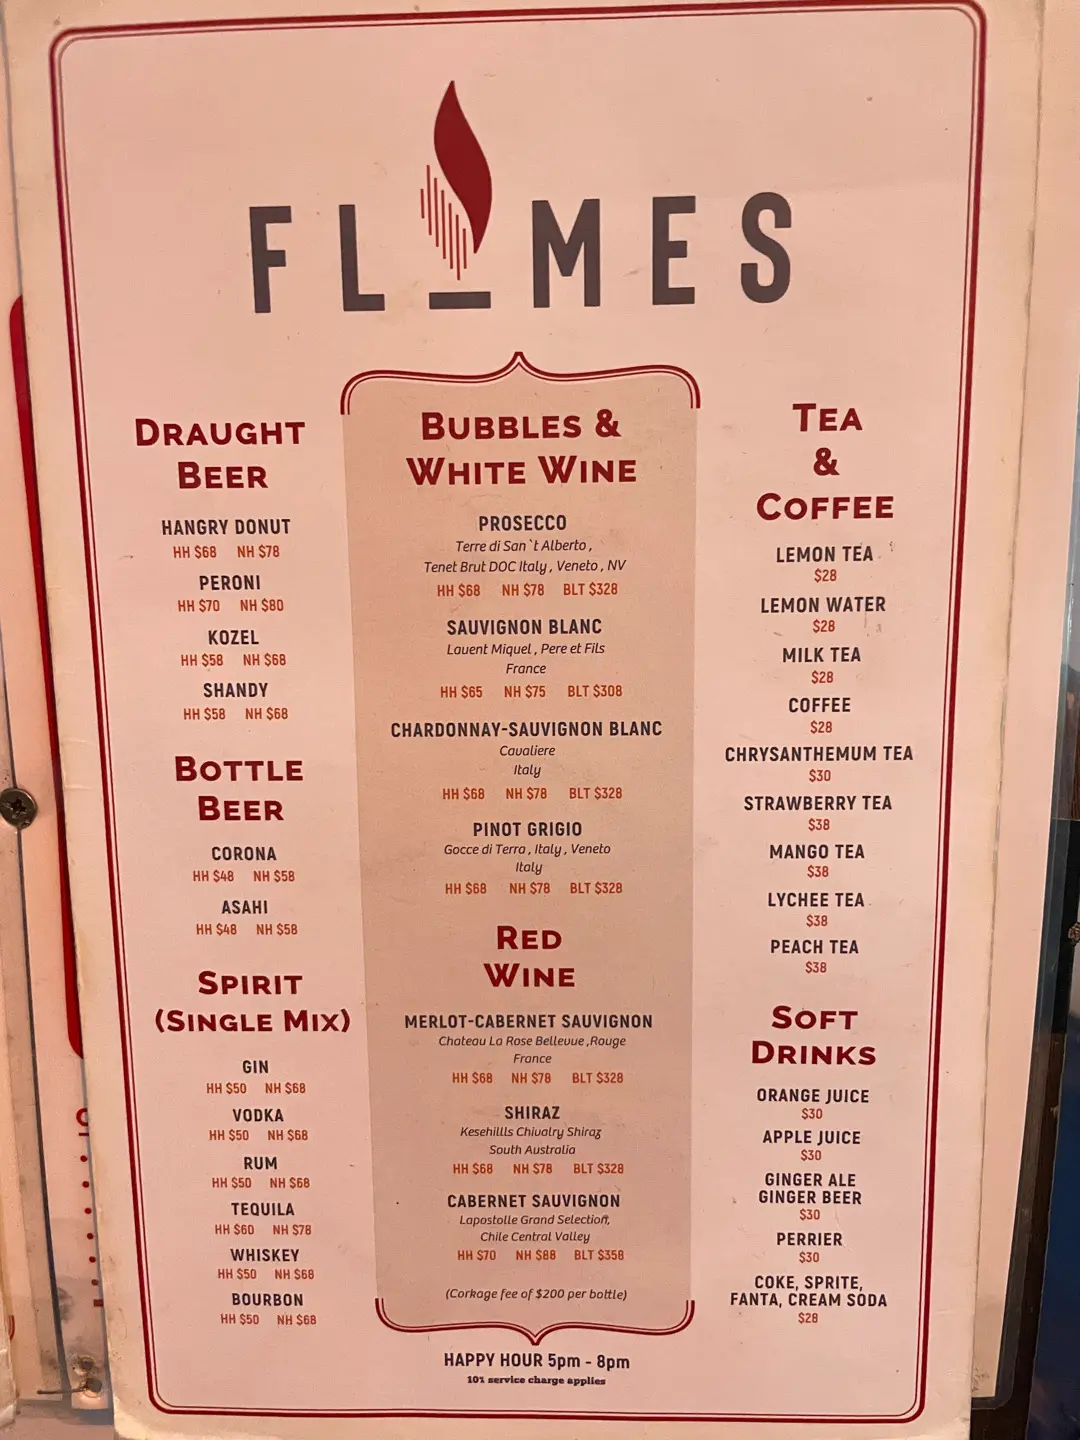 FLAMES
DRAUGHT
BEER
HANGRY DONUT
HH $68 NH $78
PERONI
HH $70 NH $80
KOZEL
HH $58 NH $68
SHANDY
HH $58 NH $68
BOTTLE
BEER
CORONA
HH $48 NH $58
ASAHI
HH $48 NH $58
SPIRIT
(SINGLE MIX)
GIN
HH $50 NH $68
VODKA
HH $50 NH $68
RUM
HH $50 NH $68
TEQUILA
HH $60 NH $78
WHISKEY
HH $50 NH $68
BOURBON
HH $50 NH $68
BUBBLES &
WHITE WINE
PROSECCO
Terre di San`t Alberto ,
Tenet Brut DOC Italy , Veneto , NV
HH $68 NH $78 BLT $328
SAUVIGNON BLANC
Lauent Miquel , Pere et Fils
France
HH $65 NH $75 BLT $308
CHARDONNAY-SAUVIGNON BLANC
Cavaliere
Italy
HH $68 NH $78 BLT $328
PINOT GRIGIO
Gocce di Terra , Italy , Veneto
Italy
HH $68 NH $78 BLT $328
RED
WINE
MERLOT-CABERNET SAUVIGNON
Chateau La Rose Bellevue ,Rouge
France
HH $68 NH $78 BLT $328
SHIRAZ
Kesehillls Chivalry Shiraz
South Australia
HH $68 NH $78 BLT $328
CABERNET SAUVIGNON
Lapostolle Grand Selection,
Chile Central Valley
HH $70 NH $88 BLT $358
(Corkage fee of $200 per bottle)
TEA
&
COFFEE
LEMON TEA
$28
LEMON WATER
$28
MILK TEA
$28
COFFEE
$28
CHRYSANTHEMUM TEA
$30
STRAWBERRY TEA
$38
MANGO TEA
$38
LYCHEE TEA
$38
PEACH TEA
$38
SOFT
DRINKS
ORANGE JUICE
$30
APPLE JUICE
$30
GINGER ALE
GINGER BEER
$30
PERRIER
$30
COKE, SPRITE,
FANTA, CREAM SODA
$28
HAPPY HOUR 5pm - 8pm
10% service charge applies